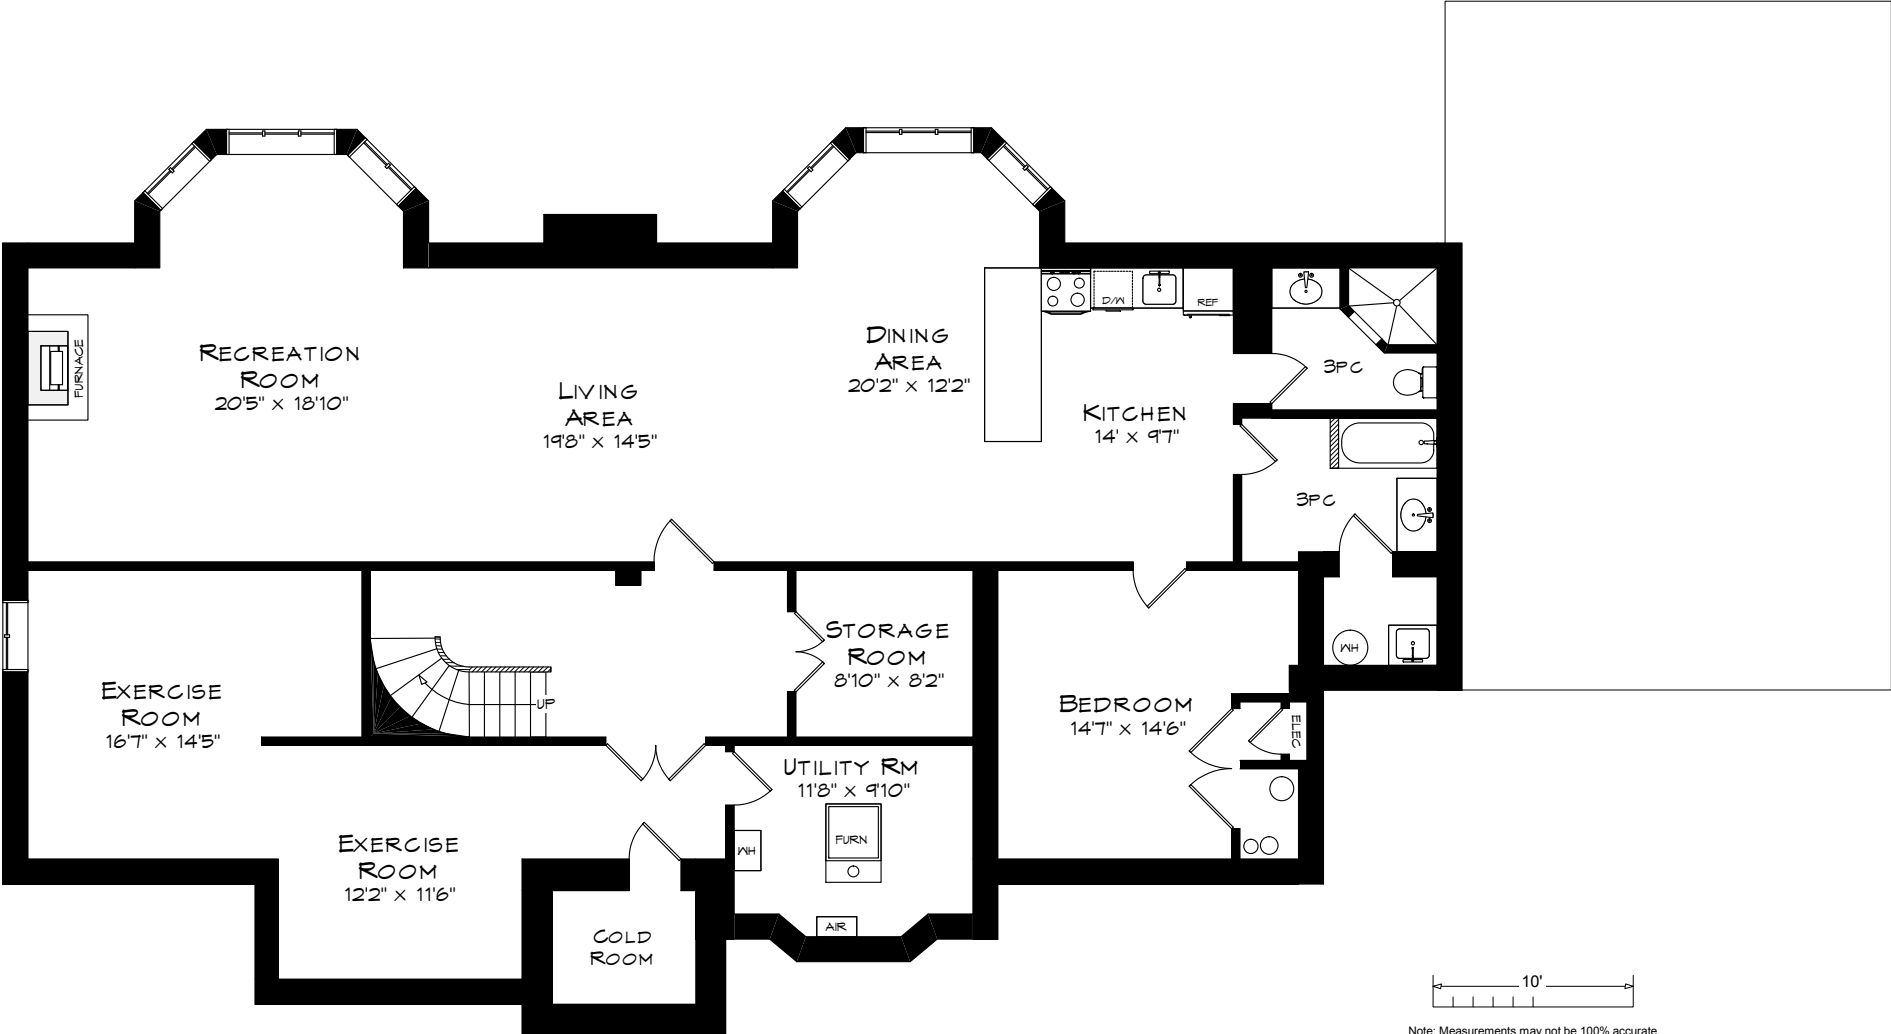 FURNACE
RECREATION
ROOM
20'5" x 18'10"
LIVING
AREA
19'8" x 14'5"
DINING
AREA
20'2" x 12'2"
D/W
REF
KITCHEN
14' x 9'7"
3PC
3PC
WH
EXERCISE
ROOM
16'7" x 14'5"
UP
STORAGE
ROOM
8'10" x 8'2"
BEDROOM
14'7" x 14'6"
ELEC
UTILITY RM
11'8" x 9'10"
FURN
WH
AIR
EXERCISE
ROOM
12'2" x 11'6"
COLD
ROOM
10'
Note: Measurements may not be 100% accurate